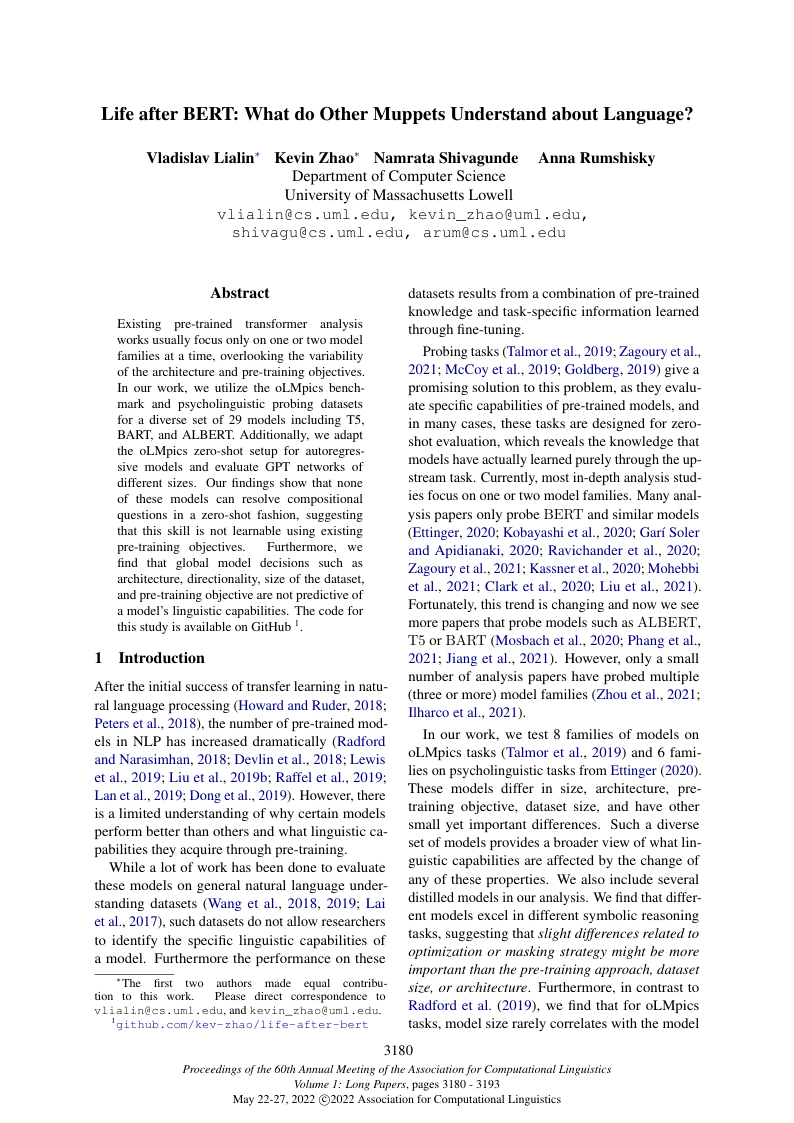 Life after BERT: What do Other Muppets Understand about Language?
Vladislav Lialin* Kevin Zhao* Namrata Shivagunde Anna Rumshisky
Department of Computer Science
University of Massachusetts Lowell
vlialin@cs.uml.edu, kevin_zhao@uml.edu,
shivagu@cs.uml.edu, arum@cs.uml.edu
Abstract
Existing pre-trained transformer analysis
works usually focus only on one or two model
families at a time, overlooking the variability
of the architecture and pre-training objectives.
In our work, we utilize the oLMpics bench-
mark and psycholinguistic probing datasets
for a diverse set of 29 models including T5,
BART, and ALBERT. Additionally, we adapt
the oLMpics zero-shot setup for autoregres-
sive models and evaluate GPT networks of
different sizes. Our findings show that none
of these models can resolve compositional
questions in a zero-shot fashion, suggesting
that this skill is not learnable using existing
pre-training objectives. Furthermore, we
find that global model decisions such as
architecture, directionality, size of the dataset,
and pre-training objective are not predictive of
a model's linguistic capabilities. The code for
this study is available on GitHub 1.
1 Introduction
After the initial success of transfer learning in natu-
ral language processing (Howard and Ruder, 2018;
Peters et al., 2018), the number of pre-trained mod-
els in NLP has increased dramatically (Radford
and Narasimhan, 2018; Devlin et al., 2018; Lewis
et al., 2019; Liu et al., 2019b; Raffel et al., 2019;
Lan et al., 2019; Dong et al., 2019). However, there
is a limited understanding of why certain models
perform better than others and what linguistic ca-
pabilities they acquire through pre-training.
While a lot of work has been done to evaluate
these models on general natural language under-
standing datasets (Wang et al., 2018, 2019; Lai
et al., 2017), such datasets do not allow researchers
to identify the specific linguistic capabilities of
a model. Furthermore the performance on these
*The first two authors made equal contribu-
tion to this work. Please direct correspondence to
vlialin@cs.uml.edu, and kevin_zhao@uml.edu.
1github.com/kev-zhao/life-after-bert
datasets results from a combination of pre-trained
knowledge and task-specific information learned
through fine-tuning.
Probing tasks (Talmor et al., 2019; Zagoury et al.,
2021; McCoy et al., 2019; Goldberg, 2019) give a
promising solution to this problem, as they evalu-
ate specific capabilities of pre-trained models, and
in many cases, these tasks are designed for zero-
shot evaluation, which reveals the knowledge that
models have actually learned purely through the up-
stream task. Currently, most in-depth analysis stud-
ies focus on one or two model families. Many anal-
ysis papers only probe BERT and similar models
(Ettinger, 2020; Kobayashi et al., 2020; Garí Soler
and Apidianaki, 2020; Ravichander et al., 2020;
Zagoury et al., 2021; Kassner et al., 2020; Mohebbi
et al., 2021; Clark et al., 2020; Liu et al., 2021).
Fortunately, this trend is changing and now we see
more papers that probe models such as ALBERT,
T5 or BART (Mosbach et al., 2020; Phang et al.,
2021; Jiang et al., 2021). However, only a small
number of analysis papers have probed multiple
(three or more) model families (Zhou et al., 2021;
Ilharco et al., 2021).
In our work, we test 8 families of models on
oLMpics tasks (Talmor et al., 2019) and 6 fami-
lies on psycholinguistic tasks from Ettinger (2020).
These models differ in size, architecture, pre-
training objective, dataset size, and have other
small yet important differences. Such a diverse
set of models provides a broader view of what lin-
guistic capabilities are affected by the change of
any of these properties. We also include several
distilled models in our analysis. We find that differ-
ent models excel in different symbolic reasoning
tasks, suggesting that slight differences related to
optimization or masking strategy might be more
important than the pre-training approach, dataset
size, or architecture. Furthermore, in contrast to
Radford et al. (2019), we find that for oLMpics
tasks, model size rarely correlates with the model
3180
Proceedings of the 60th Annual Meeting of the Association for Computational Linguistics
Volume 1: Long Papers, pages 3180 - 3193
May 22-27, 2022 ©2022 Association for Computational Linguistics